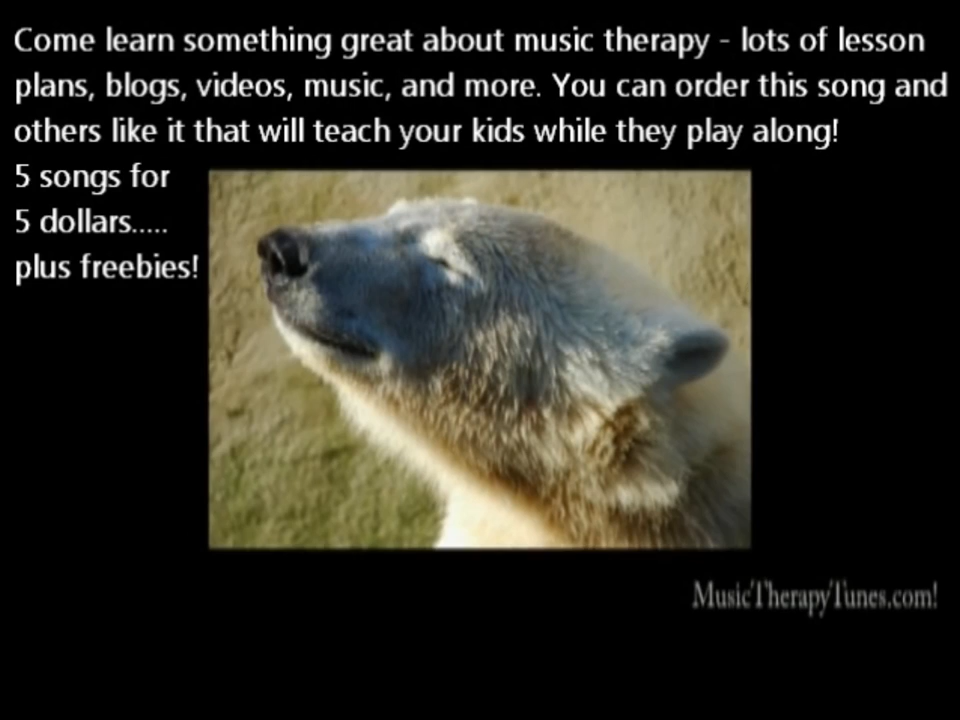 Come learn something great about music therapy - lots of lesson
plans, blogs, videos, music, and more. You can order this song and
others like it that will teach your kids while they play along!
5 songs for
5 dollars.....
plus freebies!
MusicTherapyTunes.com!